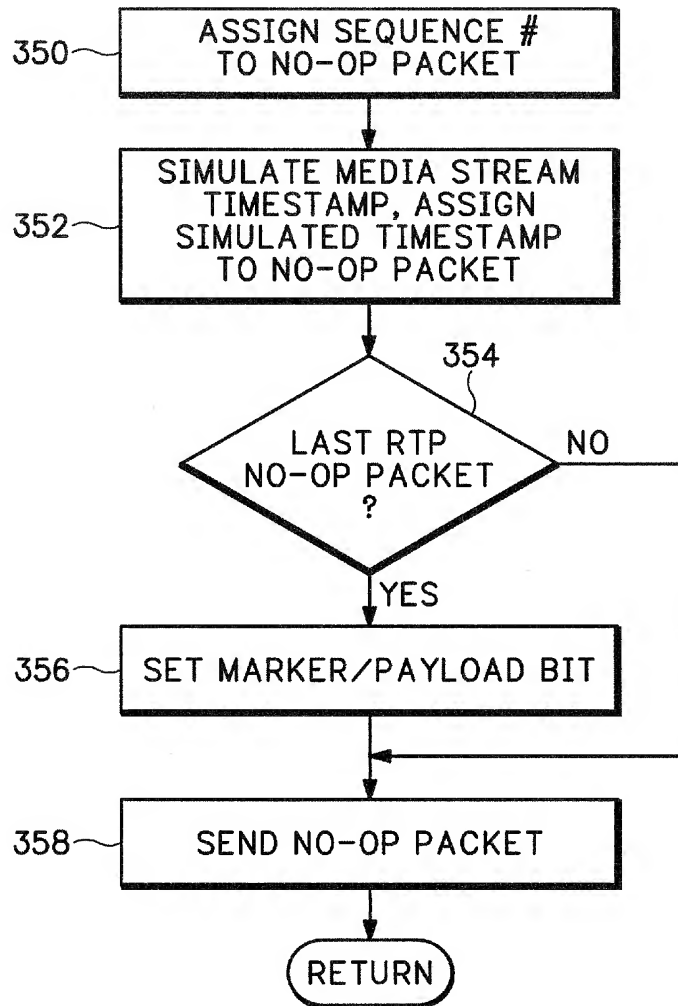 350
ASSIGN SEQUENCE #
TO NO-OP PACKET
352
SIMULATE MEDIA STREAM
TIMESTAMP, ASSIGN
SIMULATED TIMESTAMP
TO NO-OP PACKET
354
LAST RTP
NO-OP PACKET
?
NO
YES
356
SET MARKER/PAYLOAD BIT
358
SEND NO-OP PACKET
RETURN